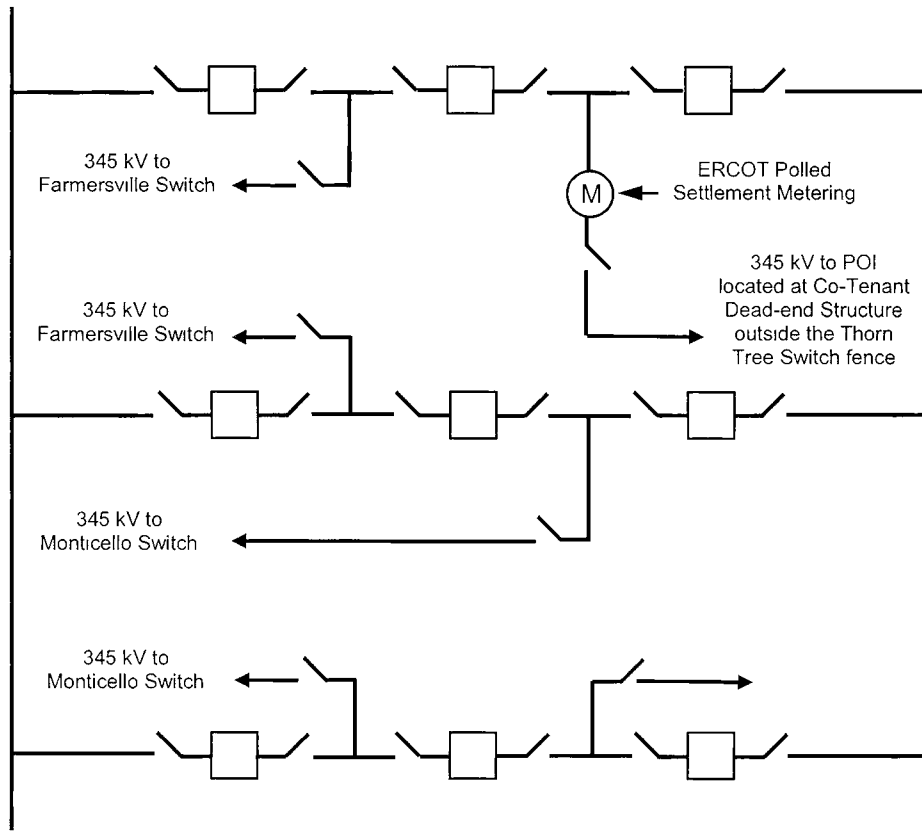 345 kV to
Farmersville Switch
ERCOT Polled
Settlement Metering
M
345 kV to POI
located at Co-Tenant
Dead-end Structure
outside the Thorn
Tree Switch fence
345 kV to
Farmersville Switch
345 kV to
Monticello Switch
345 kV to
Monticello Switch